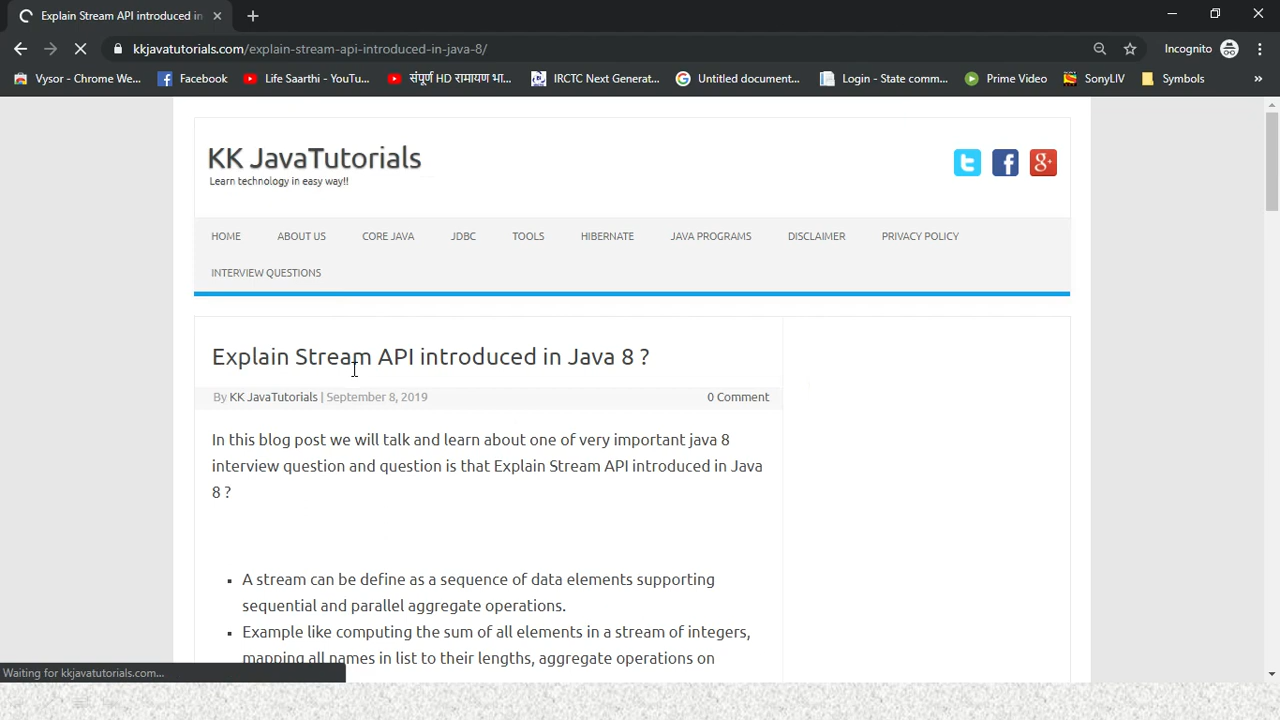 Explain Stream API introduced in
kkjavatutorials.com/explain-stream-api-introduced-in-java-8/
Incognito
Vysor - Chrome We...
Facebook
Life Saarthi - YouTu...
संपूर्ण HD रामायण भा...
IRCTC Next Generat...
Untitled document...
Login - State comm...
Prime Video
SonyLIV
Symbols
»
KK JavaTutorials
Learn technology in easy way!!
HOME
ABOUT US
CORE JAVA
JDBC
TOOLS
HIBERNATE
JAVA PROGRAMS
DISCLAIMER
PRIVACY POLICY
INTERVIEW QUESTIONS
Explain Stream API introduced in Java 8 ?
By KK JavaTutorials | September 8, 2019
0 Comment
In this blog post we will talk and learn about one of very important java 8
interview question and question is that Explain Stream API introduced in Java
8 ?
A stream can be define as a sequence of data elements supporting
sequential and parallel aggregate operations.
Example like computing the sum of all elements in a stream of integers,
mapping all names in list to their lengths, aggregate operations on
Waiting for kkjavatutorials.com...